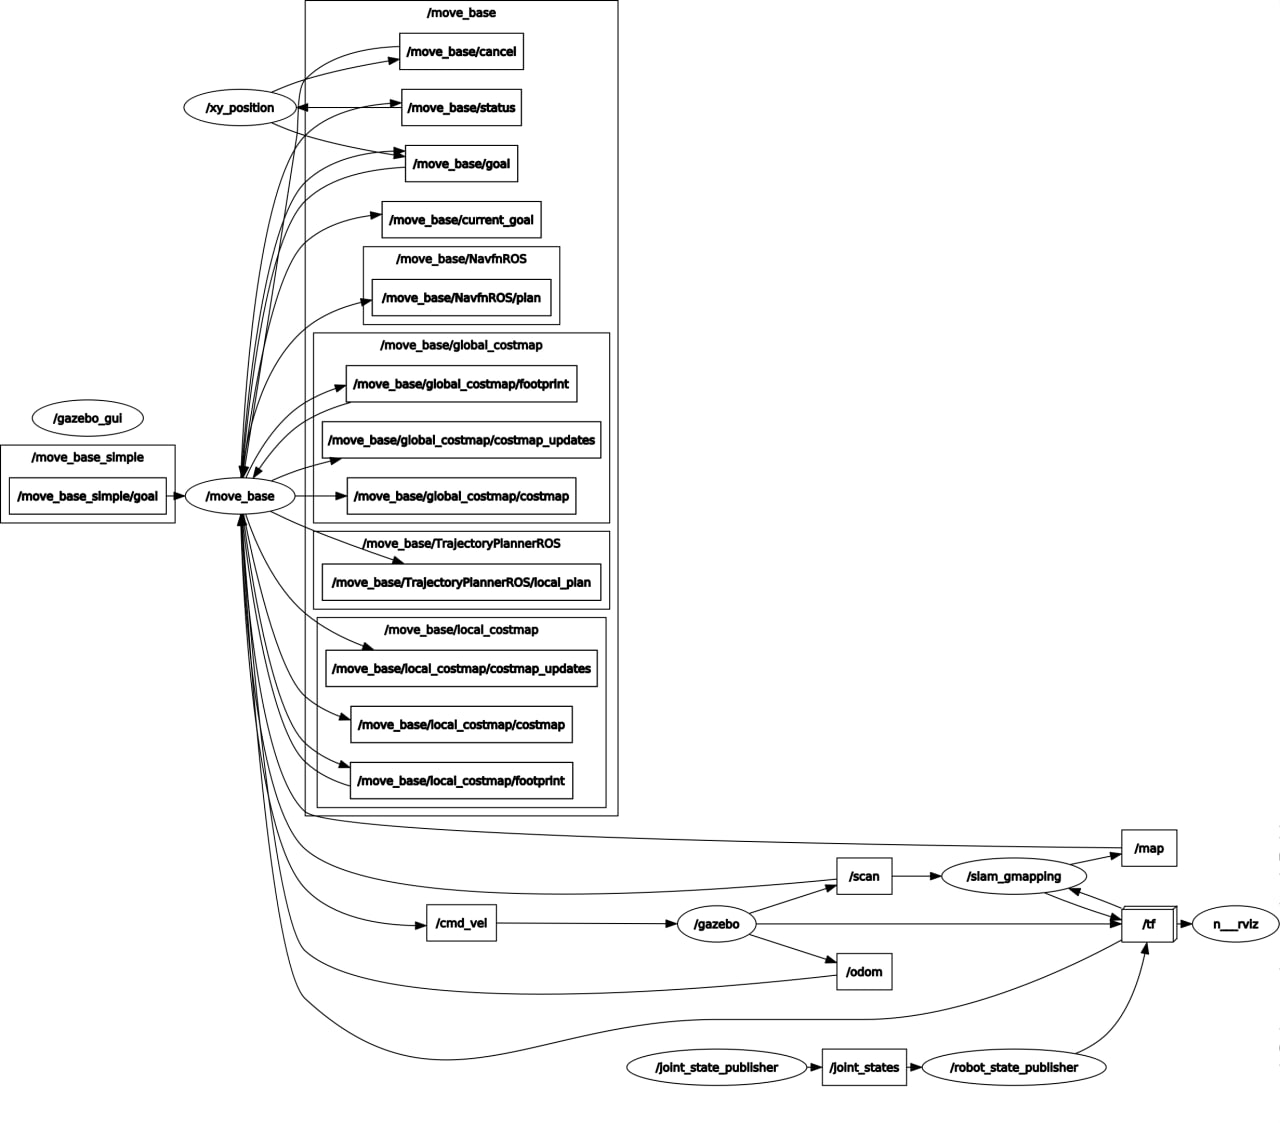 /move_base
/move_base/cancel
/xy_position
/move_base/status
/move_base/goal
/move_base/current_goal
/move_base/NavfnROS
/move_base/NavfnROS/plan
/move_base/global_costmap
/move_base/global_costmap/footprint
/gazebo_gui
/move_base/global_costmap/costmap_updates
/move_base_simple
/move_base_simple/goal
/move_base
/move_base/global_costmap/costmap
/move_base/TrajectoryPlannerROS
/move_base/TrajectoryPlannerROS/local_plan
/move_base/local_costmap
/move_base/local_costmap/costmap_updates
/move_base/local_costmap/costmap
/move_base/local_costmap/footprint
/map
/scan
/slam_gmapping
/cmd_vel
/gazebo
/tf
n__rviz
/odom
/joint_state_publisher
/joint_states
/robot_state_publisher